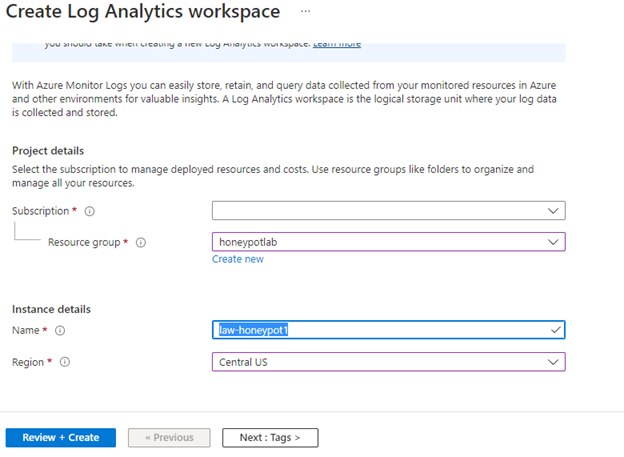 Create Log Analytics workspace ...
you should take when creating a new Log Analytics workspace. Learn more
With Azure Monitor Logs you can easily store, retain, and query data collected from your monitored resources in Azure
and other environments for valuable insights. A Log Analytics workspace is the logical storage unit where your log data
is collected and stored.
Project details
Select the subscription to manage deployed resources and costs. Use resource groups like folders to organize and
manage all your resources.
Subscription *
Resource group *
honeypotlab
Create new
Instance details
Name *
law-honeypot1
Region *
Central US
Review + Create
« Previous
Next : Tags >